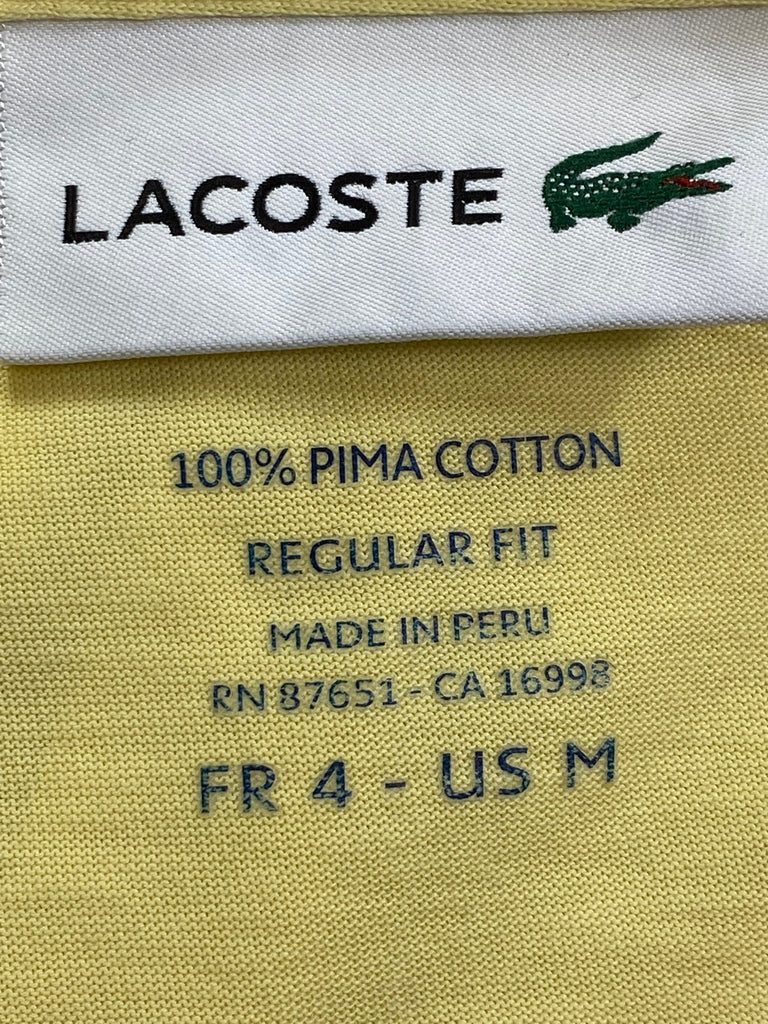 LACOSTE
100% PIMA COTTON
REGULAR FIT
MADE IN PERU
RN 87651 - CA 16998
FR 4 - US M